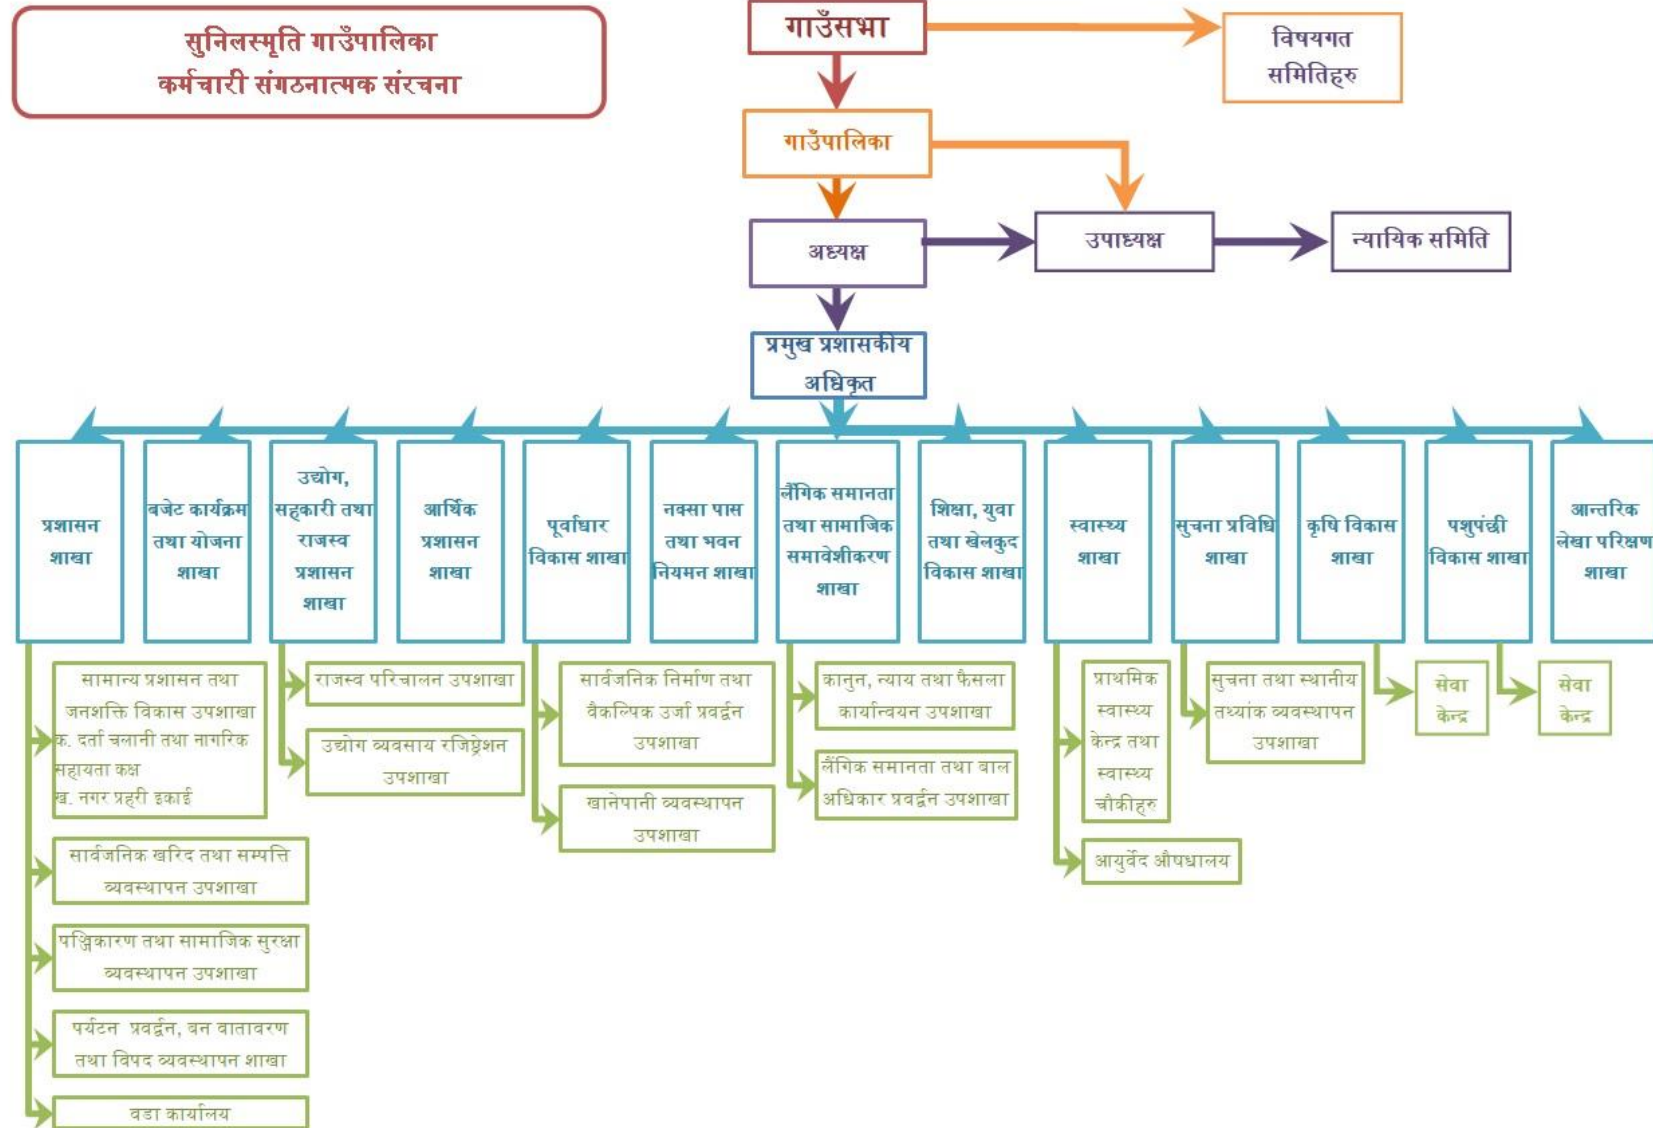 सुनिलस्मृति गाउँपालिका
कर्मचारी संगठनात्मक संरचना
गाउँसभा
विषयगत
समितिहरु
गाउँपालिका
अध्यक्ष
उपाध्यक्ष
न्यायिक समिति
प्रमुख प्रशासकीय
अधिकृत
प्रशासन
शाखा
बजेट कार्यक्रम
तथा योजना
शाखा
उद्योग,
सहकारी तथा
राजस्व
प्रशासन
शाखा
आर्थिक
प्रशासन
शाखा
पूर्वाधार
विकास शाखा
नक्सा पास
तथा भवन
नियमन शाखा
लैंगिक समानता
तथा सामाजिक
समावेशीकरण
शाखा
शिक्षा, युवा
तथा खेलकुद
विकास शाखा
स्वास्थ्य
शाखा
सुचना प्रविधि
शाखा
कृषि विकास
शाखा
पशुपंछी
विकास शाखा
आन्तरिक
लेखा परिक्षण
शाखा
सामान्य प्रशासन तथा
जनशक्ति विकास उपशाखा
क. दर्ता चलानी तथा नागरिक
सहायता कक्ष
ख. नगर प्रहरी इकाई
सार्वजनिक खरिद तथा सम्पत्ति
व्यवस्थापन उपशाखा
पञ्जिकारण तथा सामाजिक सुरक्षा
व्यवस्थापन उपशाखा
पर्यटन प्रवर्द्वन, बन वातावरण
तथा विपद व्यवस्थापन शाखा
वडा कार्यालय
राजस्व परिचालन उपशाखा
उद्योग व्यवसाय रजिष्ट्रेशन
उपशाखा
सार्वजनिक निर्माण तथा
वैकल्पिक उर्जा प्रवर्द्वन
उपशाखा
खानेपानी व्यवस्थापन
उपशाखा
कानुन, न्याय तथा फैसला
कार्यान्वयन उपशाखा
लैंगिक समानता तथा बाल
अधिकार प्रवर्द्वन उपशाखा
प्राथमिक
स्वास्थ्य
केन्द्र तथा
स्वास्थ्य
चौकीहरु
आयुर्वेद औषधालय
सुचना तथा स्थानीय
तथ्यांक व्यवस्थापन
उपशाखा
सेवा
केन्द्र
सेवा
केन्द्र